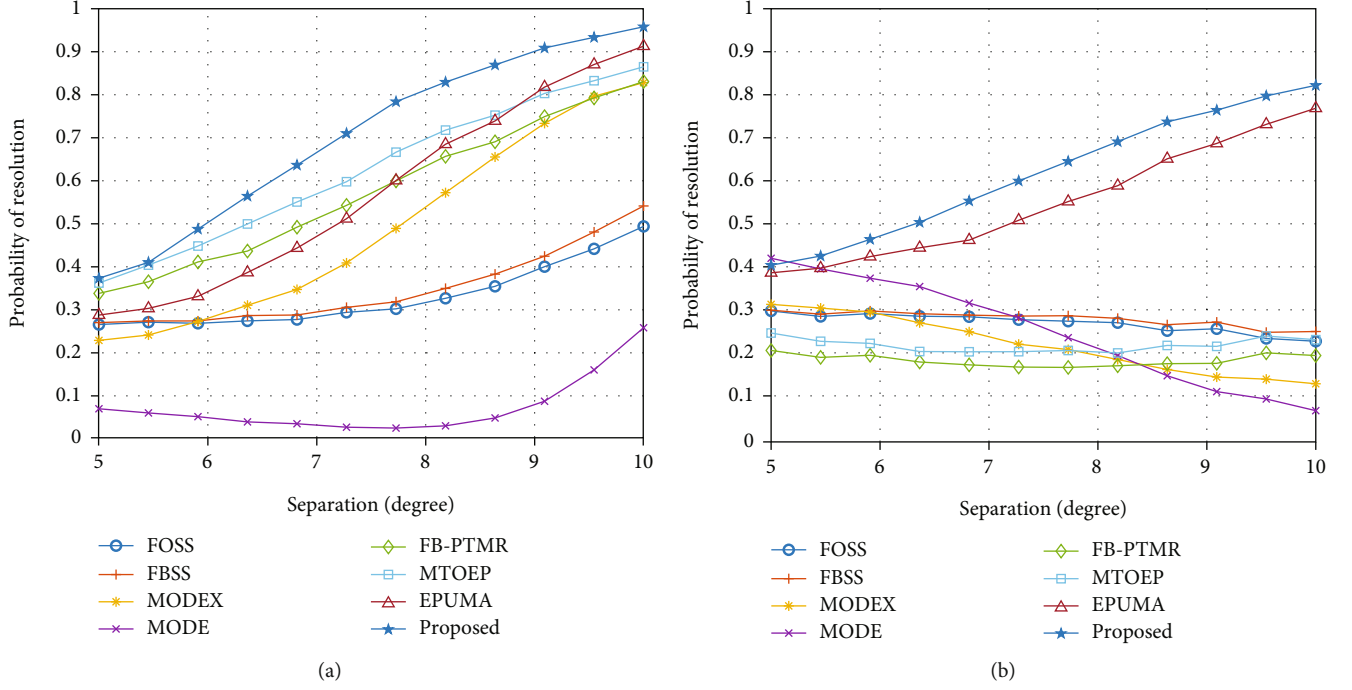 1
0.9
0.8
0.7
0.6
0.5
0.4
0.3
0.2
0.1
0
Probability of resolution
5 6 7 8 9 10
Separation (degree)
FOSS
FBSS
MODEX
MODE
FB-PTMR
MTOEP
EPUMA
Proposed
(a)
1
0.9
0.8
0.7
0.6
0.5
0.4
0.3
0.2
0.1
0
Probability of resolution
5 6 7 8 9 10
Separation (degree)
FOSS
FBSS
MODEX
MODE
FB-PTMR
MTOEP
EPUMA
Proposed
(b)